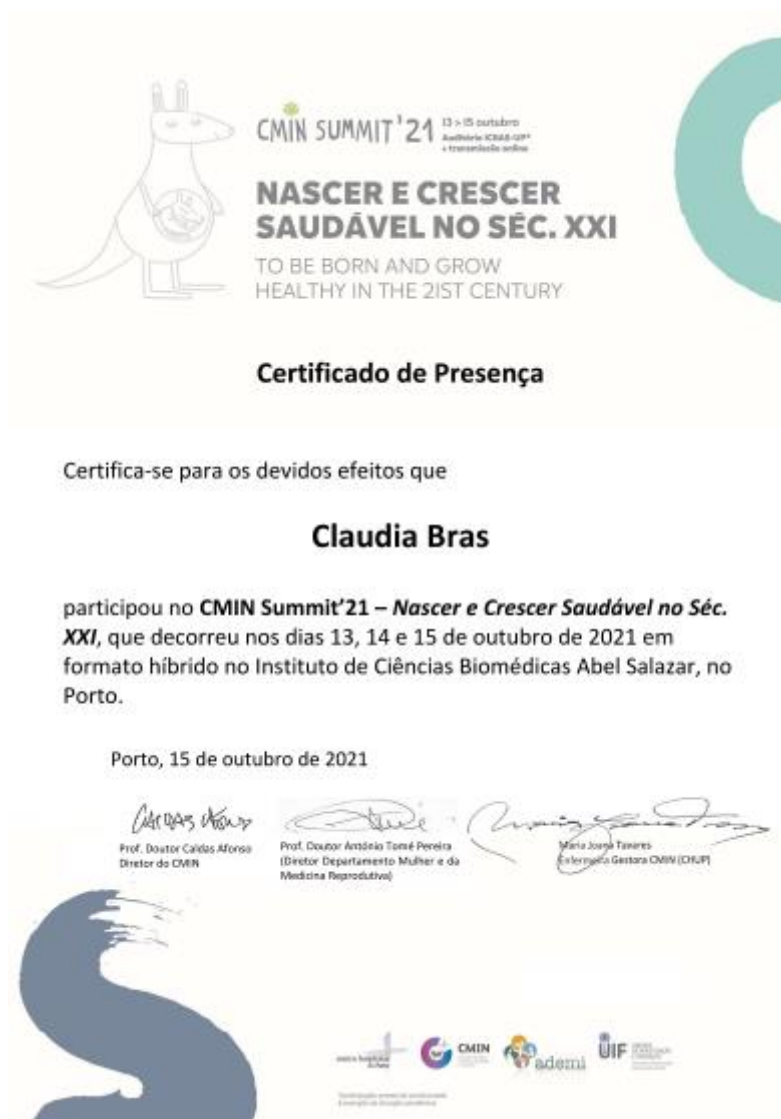 CMIN SUMMIT'21
13 > 15 outubro
Auditório ICBAS-UP*
+ transmissão online
NASCER E CRESCER
SAUDÁVEL NO SÉC. XXI
TO BE BORN AND GROW
HEALTHY IN THE 21ST CENTURY
Certificado de Presença
Certifica-se para os devidos efeitos que
Claudia Bras
participou no CMIN Summit'21 – Nascer e Crescer Saudável no Séc.
XXI, que decorreu nos dias 13, 14 e 15 de outubro de 2021 em
formato híbrido no Instituto de Ciências Biomédicas Abel Salazar, no
Porto.
Porto, 15 de outubro de 2021
Prof. Doutor Caldas Afonso
Diretor do CMIN
Prof. Doutor António Tomé Pereira
(Diretor Departamento Mulher e da
Medicina Reprodutiva)
Maria Joana Tavares
Enfermeira Gestora CMIN (CHUP)
CMIN
ademi
UIF